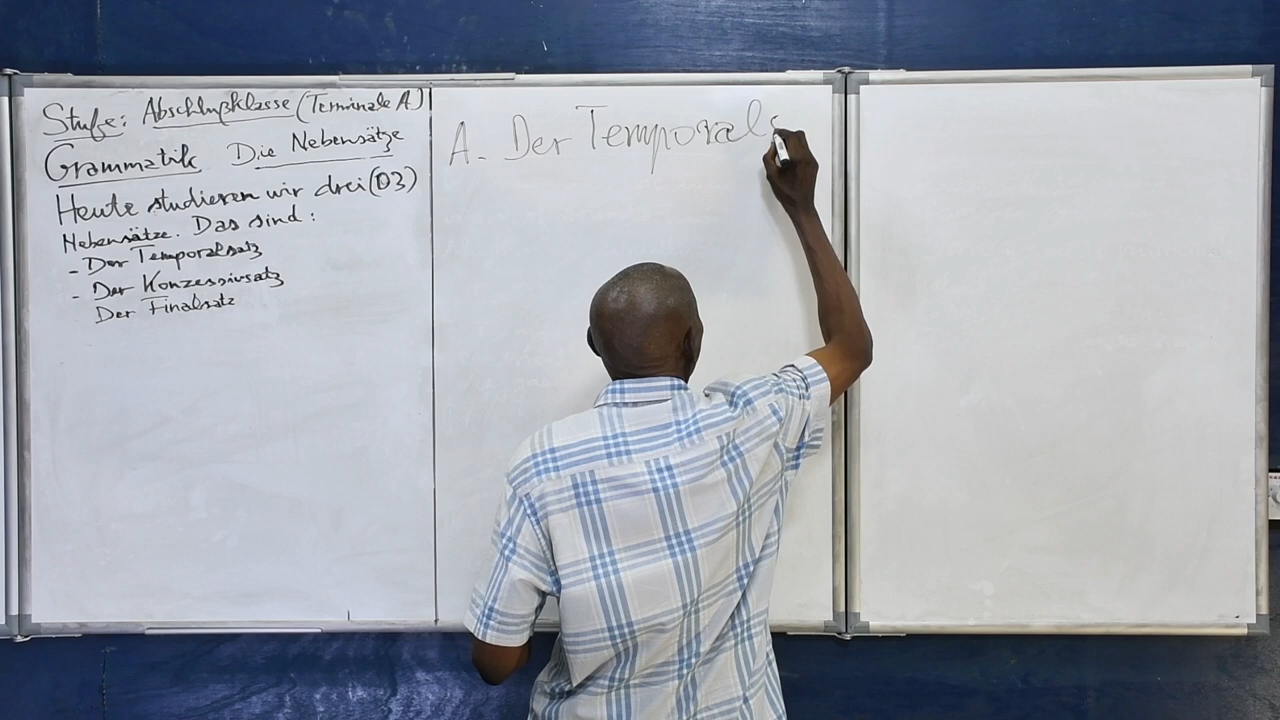 Stufe: Abschlußklasse (Terminale A)
Grammatik Die Nebensätze
Heute studieren wir drei (03)
Nebensätze. Das sind:
- Der Temporalsatz
- Der Konzessivsatz
Der Finalsatz
A. Der Temporals